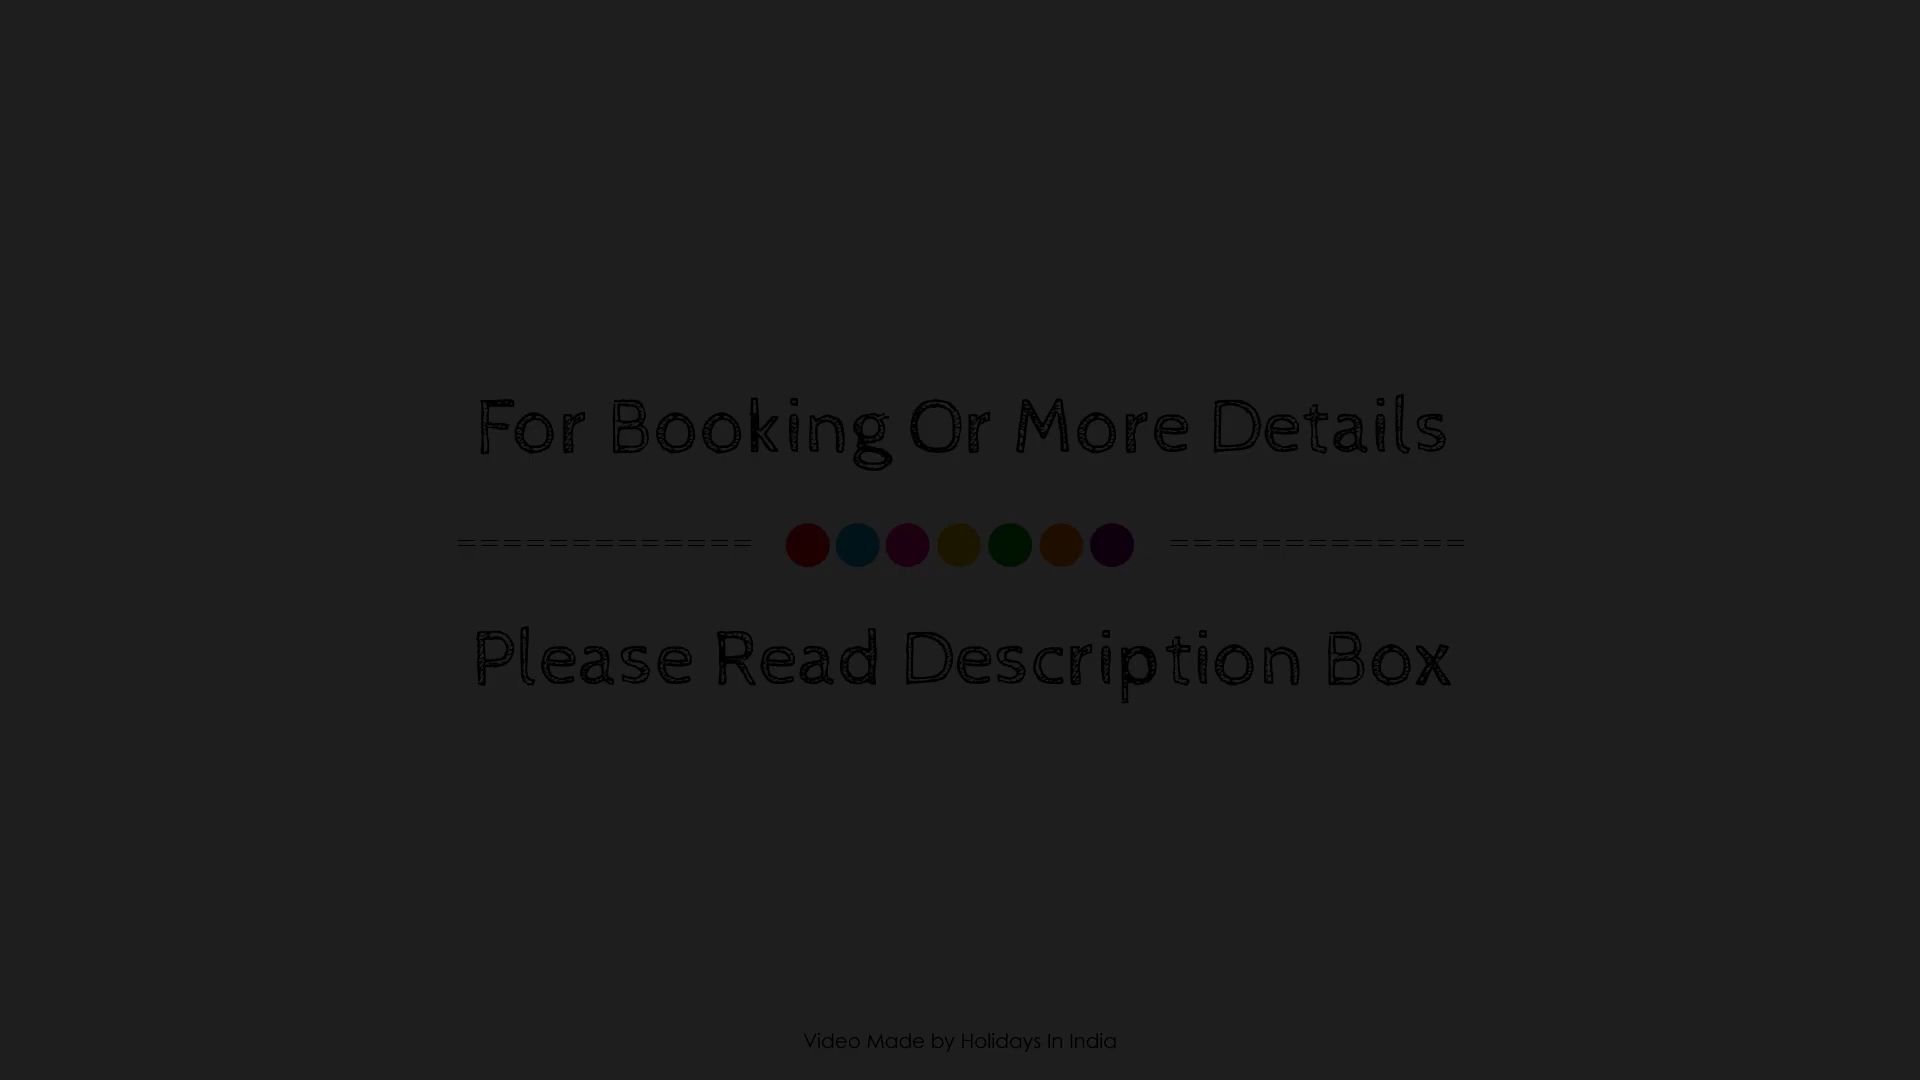 For Booking Or More Details
============= =============
Please Read Description Box
Video Made by Holidays In India